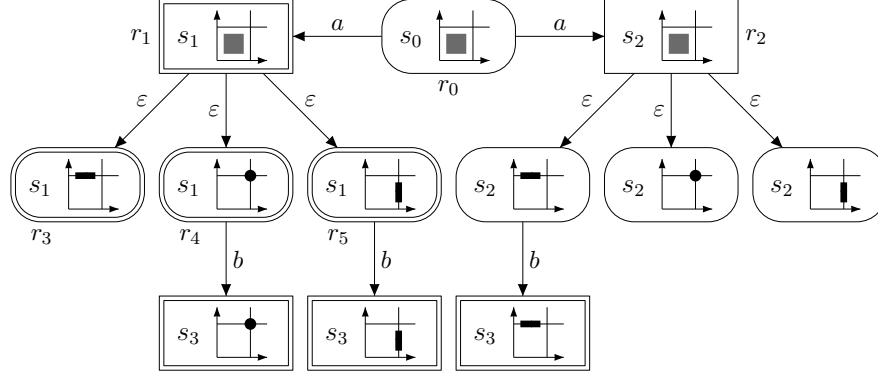 r1 s1 a s0 a s2 r2
r0
ε ε ε ε ε ε
s1 s1 s1 s2 s2 s2
r3 r4 r5
b b b
s3 s3 s3